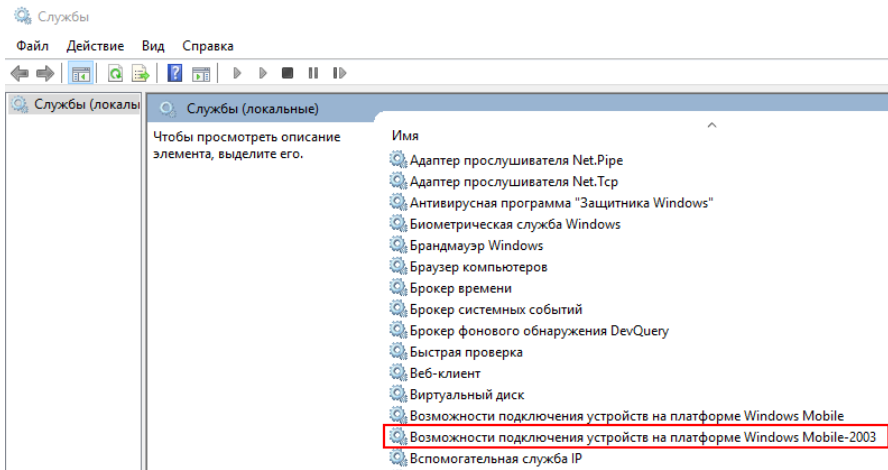 Службы
Файл Действие Вид Справка
Службы (локалы
Службы (локальные)
Чтобы просмотреть описание
элемента, выделите его.
Имя
Адаптер прослушивателя Net.Pipe
Адаптер прослушивателя Net.Tcp
Антивирусная программа "Защитника Windows"
Биометрическая служба Windows
Брандмауэр Windows
Браузер компьютеров
Брокер времени
Брокер системных событий
Брокер фонового обнаружения DevQuery
Быстрая проверка
Веб-клиент
Виртуальный диск
Возможности подключения устройств на платформе Windows Mobile
Возможности подключения устройств на платформе Windows Mobile-2003
Вспомогательная служба IP